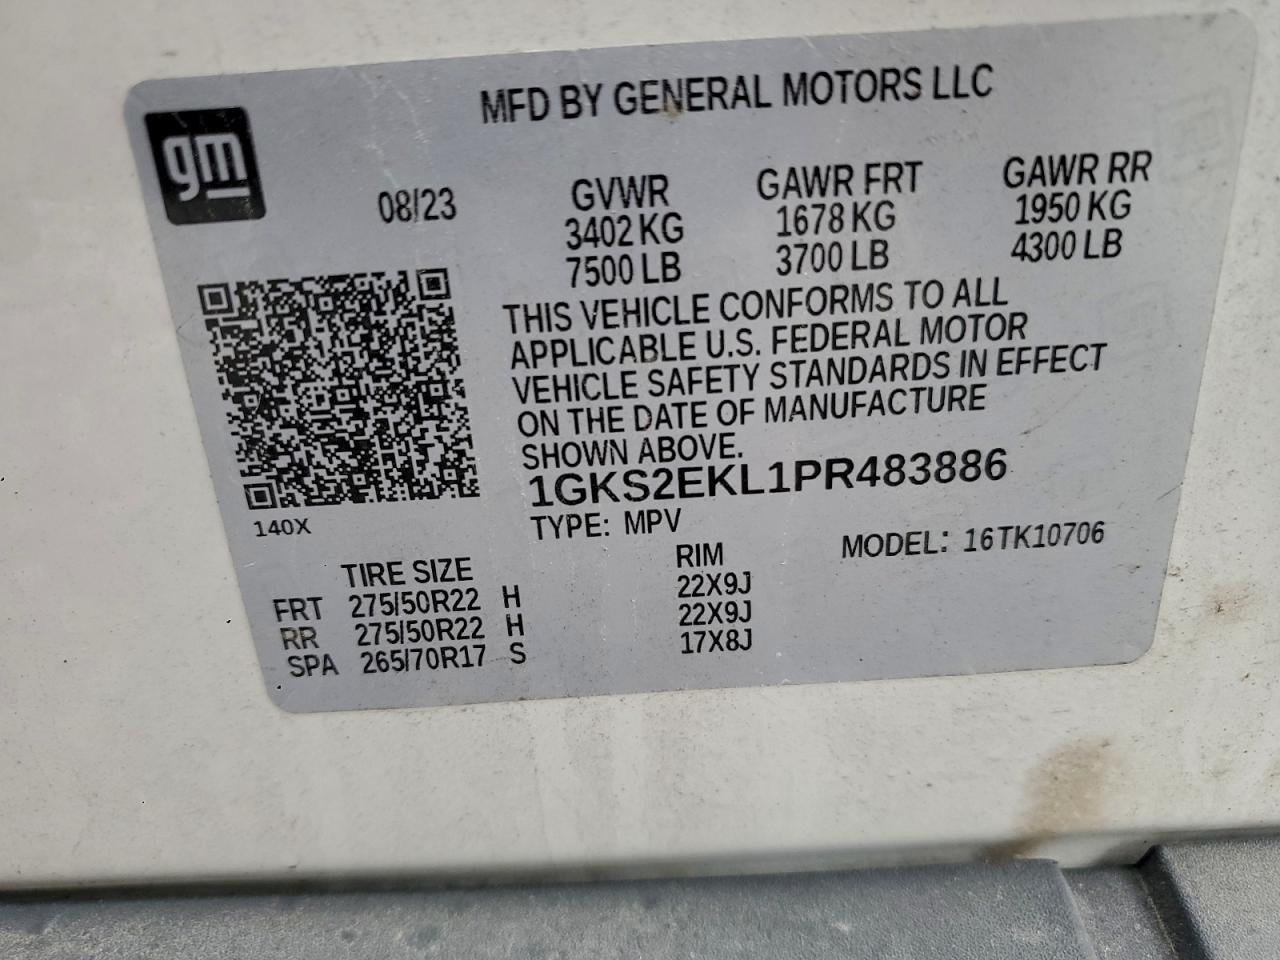 MFD BY GENERAL MOTORS LLC
gm
08/23
GVWR GAWR FRT GAWR RR
3402 KG 1678 KG 1950 KG
7500 LB 3700 LB 4300 LB
THIS VEHICLE CONFORMS TO ALL
APPLICABLE U.S. FEDERAL MOTOR
VEHICLE SAFETY STANDARDS IN EFFECT
ON THE DATE OF MANUFACTURE
SHOWN ABOVE.
1GKS2EKL1PR483886
140X
TYPE: MPV MODEL: 16TK10706
TIRE SIZE RIM
FRT 275/50R22 H 22X9J
RR 275/50R22 H 22X9J
SPA 265/70R17 S 17X8J